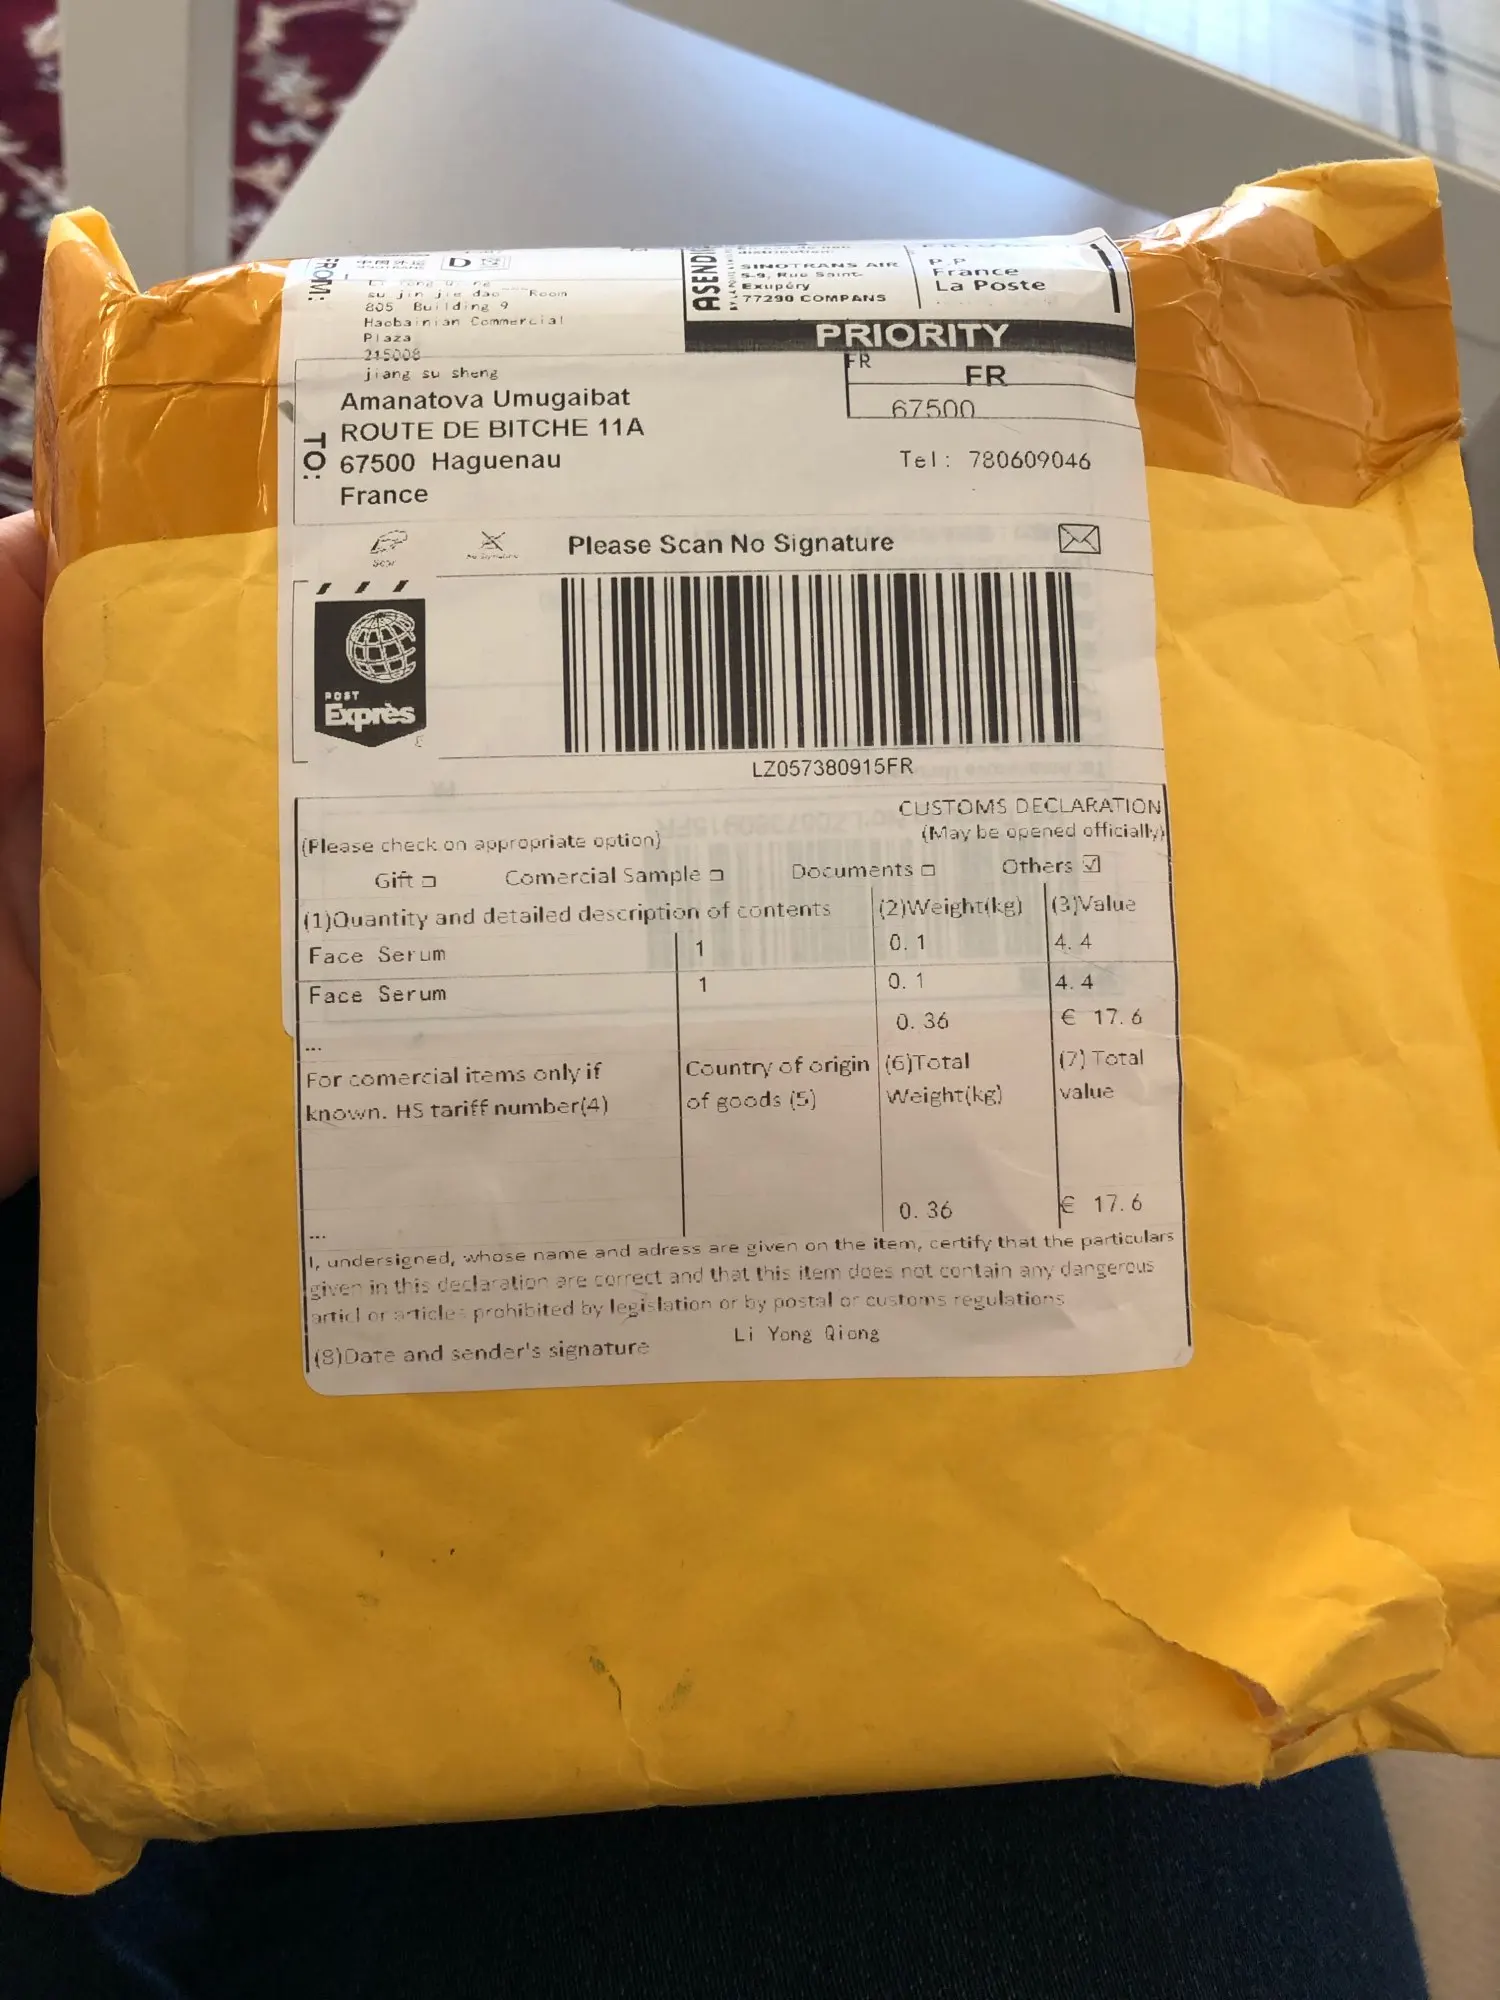 FROM:
D
su jin jie dao Room
805 Building 9
Haobainian Commercial
Plaza
215008
jiang su sheng
ASENDI
SINOTRANS AIR
5-9, Rue Saint-
Exupéry
77290 COMPANS
P.P
France
La Poste
PRIORITY
FR
FR
67500
TO:
Amanatova Umugaibat
ROUTE DE BITCHE 11A
67500 Haguenau
France
Tel: 780609046
Scan
No Signature
Please Scan No Signature
POST
Exprès
LZ057380915FR
CUSTOMS DECLARATION
(May be opened officially)
(Please check on appropriate option)
Gift Comercial Sample Documents Others ☑
(1)Quantity and detailed description of contents (2)Weight(kg) (3)Value
Face Serum 1 0.1 4.4
Face Serum 1 0.1 4.4
... 0.36 € 17.6
For comercial items only if Country of origin (6)Total (7)Total
known. HS tariff number(4) of goods (5) Weight(kg) value
... 0.36 € 17.6
I, undersigned, whose name and adress are given on the item, certify that the particulars
given in this declaration are correct and that this item does not contain any dangerous
articl or articles prohibited by legislation or by postal or customs regulations
Li Yong Qiong
(8)Date and sender's signature